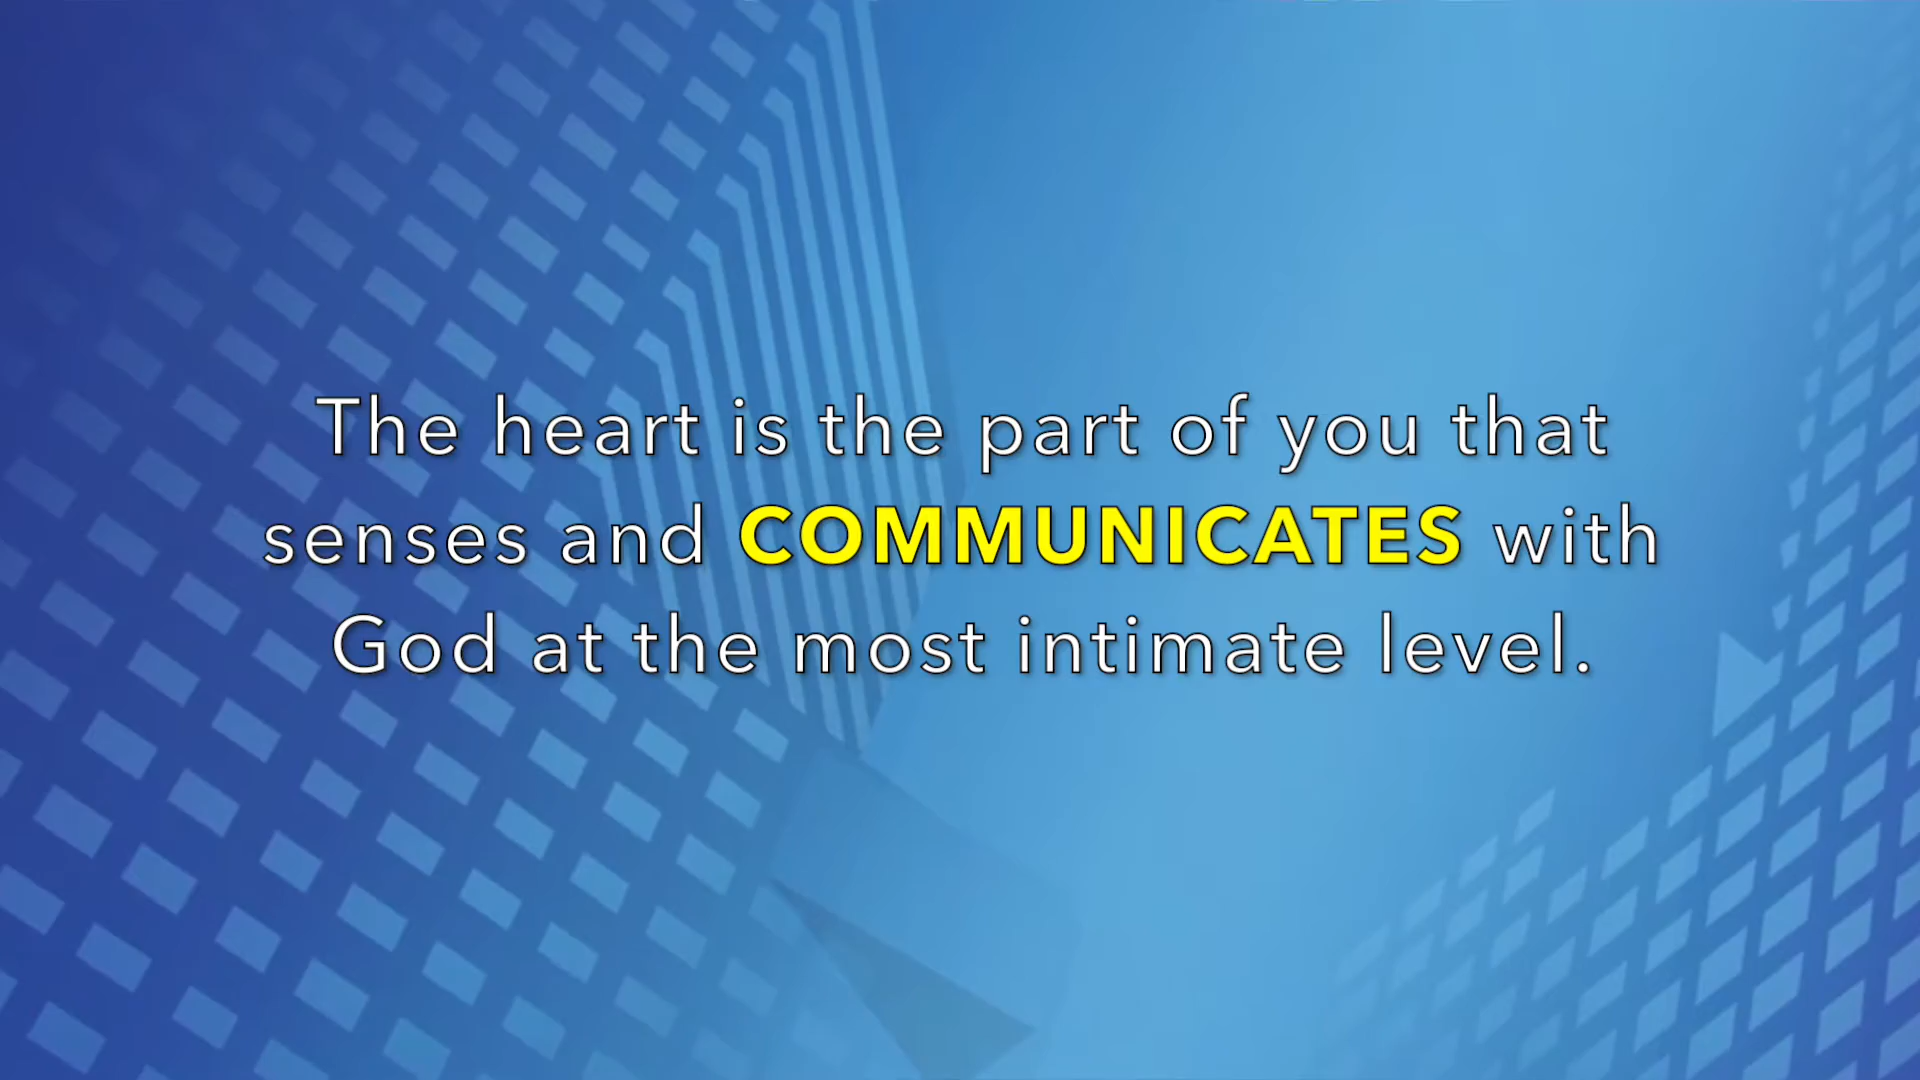 The heart is the part of you that
senses and COMMUNICATES with
God at the most intimate level.